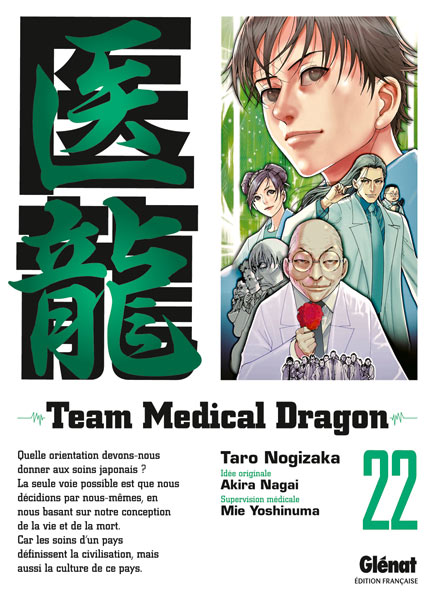 医龍
Team Medical Dragon
Quelle orientation devons-nous
donner aux soins japonais ?
La seule voie possible est que nous
décidions par nous-mêmes, en
nous basant sur notre conception
de la vie et de la mort.
Car les soins d'un pays
définissent la civilisation, mais
aussi la culture de ce pays.
Taro Nogizaka
Idée originale
Akira Nagai
Supervision médicale
Mie Yoshinuma
22
Glénat
ÉDITION FRANÇAISE